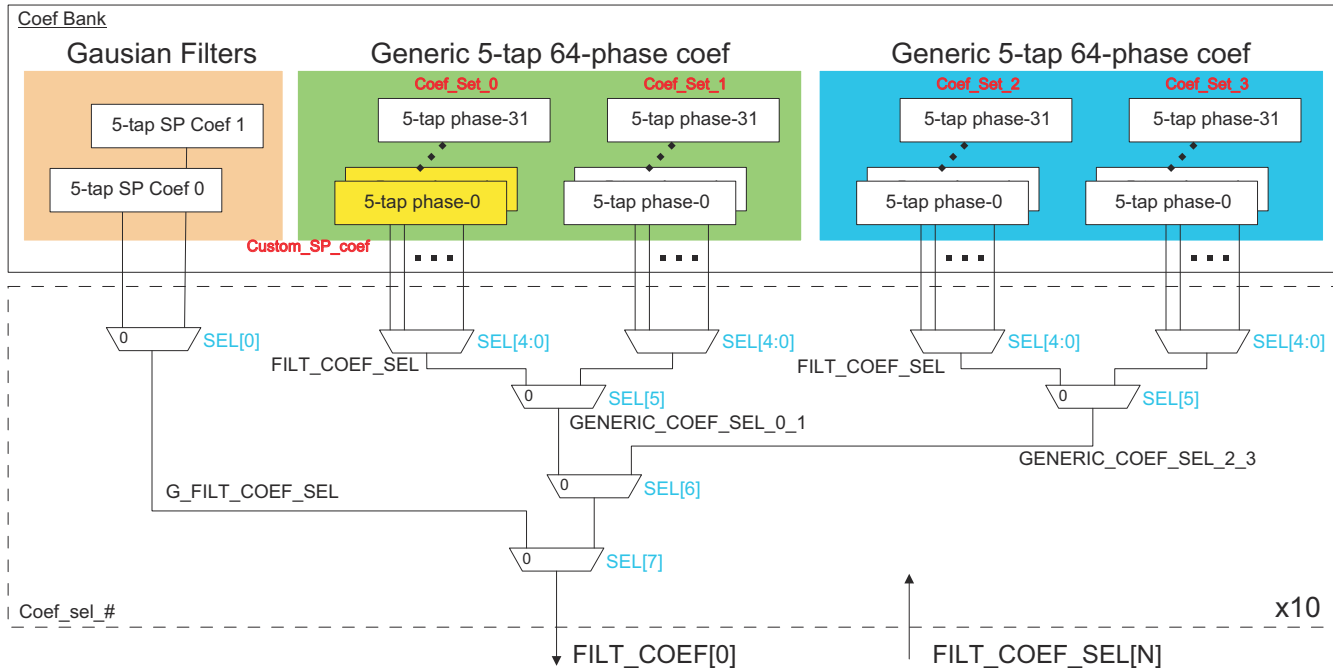 Coef Bank
Gausian Filters
Generic 5-tap 64-phase coef
Generic 5-tap 64-phase coef
Coef_Set_0
Coef_Set_1
Coef_Set_2
Coef_Set_3
5-tap SP Coef 1
5-tap phase-31
5-tap phase-31
5-tap phase-31
5-tap phase-31
5-tap SP Coef 0
5-tap phase-0
5-tap phase-0
5-tap phase-0
5-tap phase-0
Custom_SP_coef
0
SEL[0]
SEL[4:0]
SEL[4:0]
SEL[4:0]
SEL[4:0]
FILT_COEF_SEL
FILT_COEF_SEL
0
SEL[5]
0
SEL[5]
GENERIC_COEF_SEL_0_1
GENERIC_COEF_SEL_2_3
0
SEL[6]
G_FILT_COEF_SEL
0
SEL[7]
Coef_sel_#
x10
FILT_COEF[0]
FILT_COEF_SEL[N]